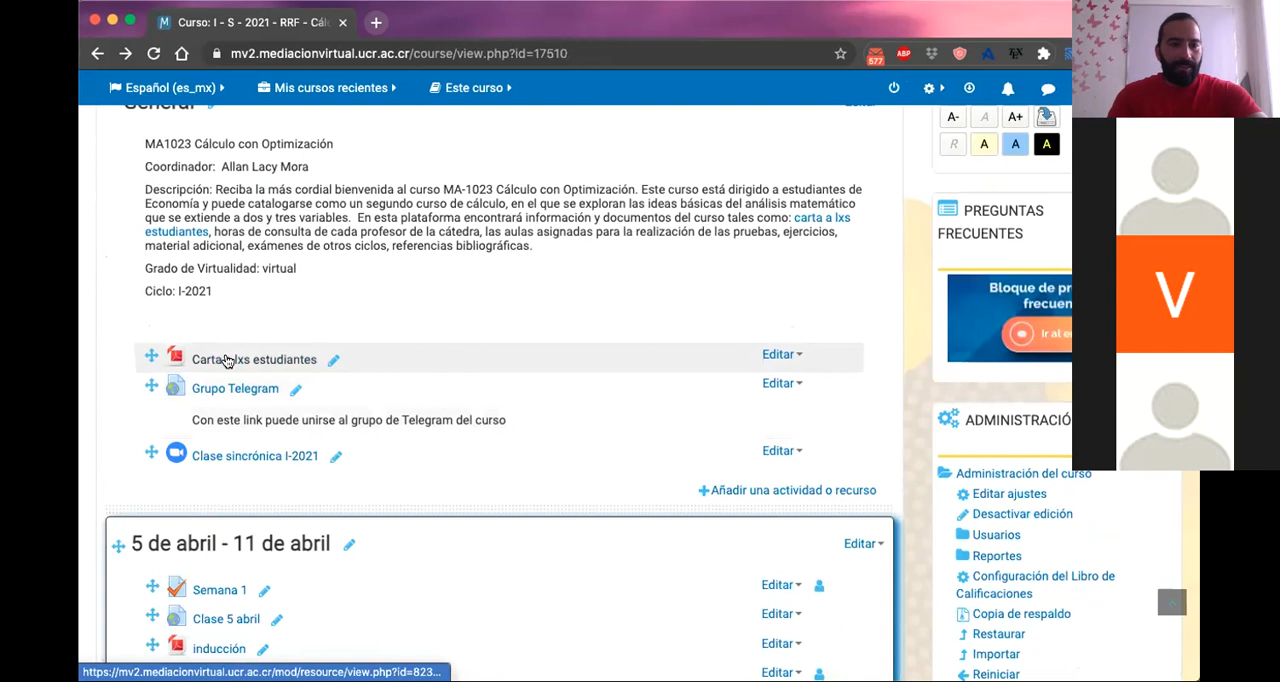 Curso: I - S - 2021 - RRF - Cál
mv2.mediacionvirtual.ucr.ac.cr/course/view.php?id=17510
577
ABP
Español (es_mx)
Mis cursos recientes
Este curso
General
Editar
A-
A
A+
R
A
A
A
MA1023 Cálculo con Optimización
Coordinador: Allan Lacy Mora
Descripción: Reciba la más cordial bienvenida al curso MA-1023 Cálculo con Optimización. Este curso está dirigido a estudiantes de
Economía y puede catalogarse como un segundo curso de cálculo, en el que se exploran las ideas básicas del análisis matemático
que se extiende a dos y tres variables. En esta plataforma encontrará información y documentos del curso tales como: carta a lxs
estudiantes, horas de consulta de cada profesor de la cátedra, las aulas asignadas para la realización de las pruebas, ejercicios,
material adicional, exámenes de otros ciclos, referencias bibliográficas.
Grado de Virtualidad: virtual
Ciclo: I-2021
Carta lxs estudiantes
Editar
Grupo Telegram
Editar
Con este link puede unirse al grupo de Telegram del curso
Clase sincrónica I-2021
Editar
Añadir una actividad o recurso
5 de abril - 11 de abril
Editar
Semana 1
Editar
Clase 5 abril
Editar
inducción
Editar
Editar
https://mv2.mediacionvirtual.ucr.ac.cr/mod/resource/view.php?id=823...
PREGUNTAS
FRECUENTES
Bloque de pr
frecuen
Ir al
ADMINISTRACIÓ
Administración del curso
Editar ajustes
Desactivar edición
Usuarios
Reportes
Configuración del Libro de
Calificaciones
Copia de respaldo
Restaurar
Importar
Reiniciar
V